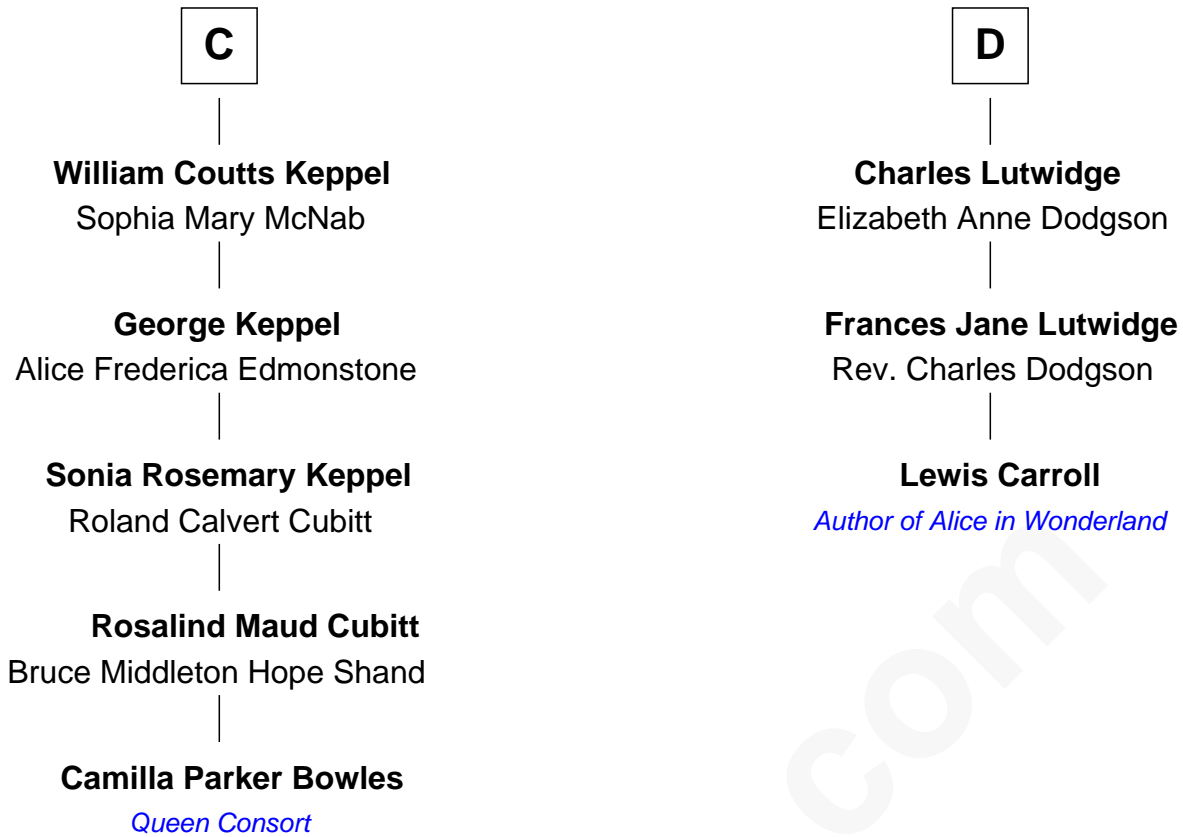 C
William Coutts Keppel
Sophia Mary McNab
George Keppel
Alice Frederica Edmonstone
Sonia Rosemary Keppel
Roland Calvert Cubitt
Rosalind Maud Cubitt
Bruce Middleton Hope Shand
Camilla Parker Bowles
Queen Consort
D
Charles Lutwidge
Elizabeth Anne Dodgson
Frances Jane Lutwidge
Rev. Charles Dodgson
Lewis Carroll
Author of Alice in Wonderland
com